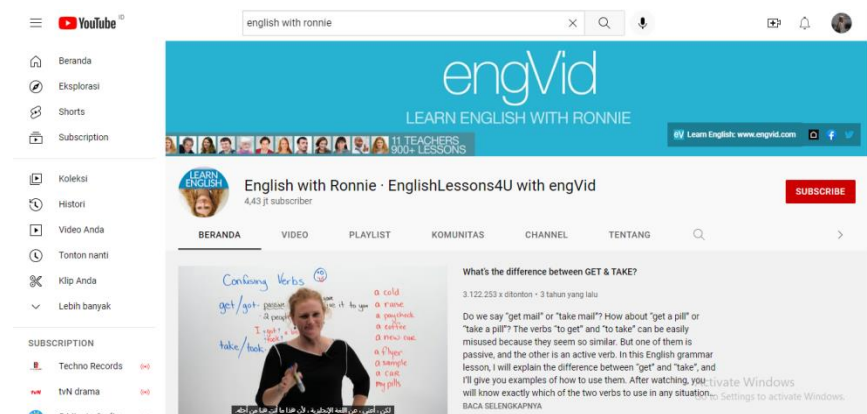 YouTube ID
english with ronnie
Beranda
Eksplorasi
Shorts
Subscription
Koleksi
Histori
Video Anda
Tonton nanti
Klip Anda
Lebih banyak
SUBSCRIPTION
Techno Records
tvN drama
engVid
LEARN ENGLISH WITH RONNIE
11 TEACHERS
900+ LESSONS
eV Learn English: www.engvid.com
LEARN
ENGLISH
English with Ronnie · EnglishLessons4U with engVid
4,43 jt subscriber
SUBSCRIBE
BERANDA VIDEO PLAYLIST KOMUNITAS CHANNEL TENTANG
Confusing Verbs
get/got passive
it to you
a people
take/took
a cold
a raise
a paycheck
a coffee
a new car
a flyer
a sample
a car
my pills
What's the difference between GET & TAKE?
3.122.253 x ditonton • 3 tahun yang lalu
Do we say "get mail" or "take mail"? How about "get a pill" or
"take a pill"? The verbs "to get" and "to take" can be easily
misused because they seem so similar. But one of them is
passive, and the other is an active verb. In this English grammar
lesson, I will explain the difference between "get" and "take", and
I'll give you examples of how to use them. After watching, you
will know exactly which of the two verbs to use in any situation...
BACA SELENGKAPNYA
Activate Windows
Go to Settings to activate Windows.